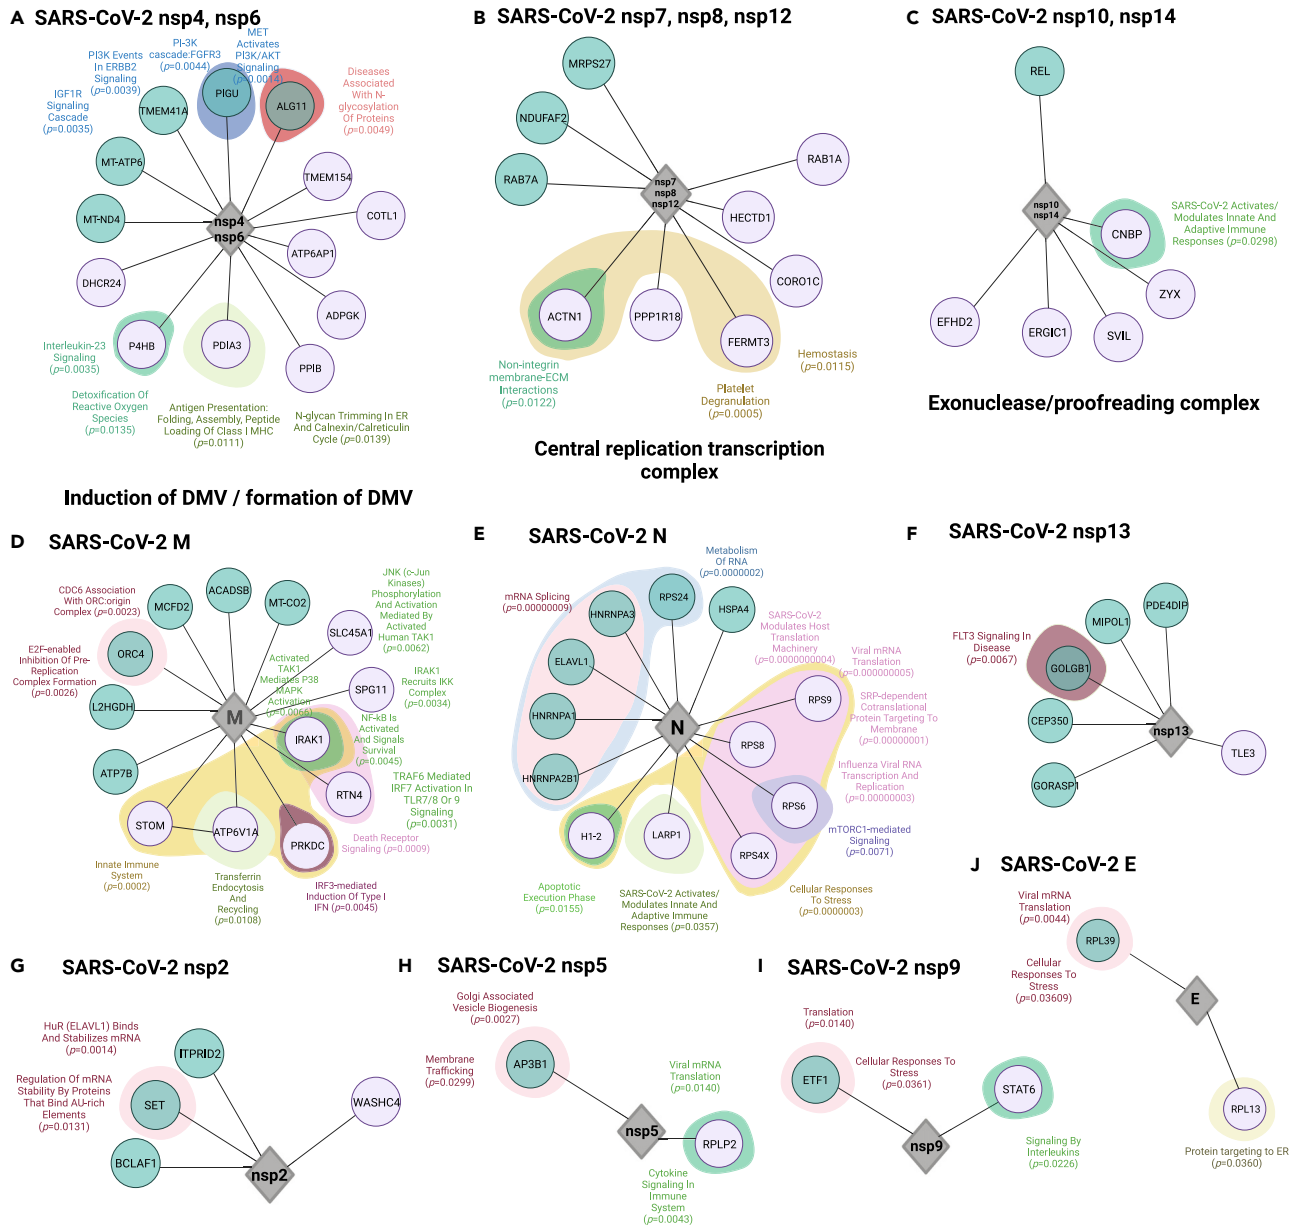 A SARS-CoV-2 nsp4, nsp6
PI3K Events
In ERBB2
Signaling
(p=0.0039)
PI-3K
cascade:FGFR3
(p=0.0044)
MET
Activates
PI3K/AKT
Signaling
(p=0.0014)
IGF1R
Signaling
Cascade
(p=0.0035)
Diseases
Associated
With N-
glycosylation
Of Proteins
(p=0.0049)
TMEM41A
PIGU
ALG11
MT-ATP6
TMEM154
MT-ND4
nsp4
nsp6
COTL1
ATP6AP1
DHCR24
ADPGK
P4HB
PDIA3
PPIB
Interleukin-23
Signaling
(p=0.0035)
Detoxification Of
Reactive Oxygen
Species
(p=0.0135)
Antigen Presentation:
Folding, Assembly, Peptide
Loading Of Class I MHC
(p=0.0111)
N-glycan Trimming In ER
And Calnexin/Calreticulin
Cycle (p=0.0139)
Induction of DMV / formation of DMV
B SARS-CoV-2 nsp7, nsp8, nsp12
MRPS27
NDUFAF2
RAB7A
nsp7
nsp8
nsp12
RAB1A
HECTD1
CORO1C
ACTN1
PPP1R18
FERMT3
Non-integrin
membrane-ECM
Interactions
(p=0.0122)
Platelet
Degranulation
(p=0.0005)
Hemostasis
(p=0.0115)
Central replication transcription
complex
C SARS-CoV-2 nsp10, nsp14
REL
nsp10
nsp14
CNBP
SARS-CoV-2 Activates/
Modulates Innate And
Adaptive Immune
Responses (p=0.0298)
ZYX
EFHD2
ERGIC1
SVIL
Exonuclease/proofreading complex
D SARS-CoV-2 M
CDC6 Association
With ORC:origin
Complex (p=0.0023)
MCFD2
ACADSB
MT-CO2
JNK (c-Jun
Kinases)
Phosphorylation And
Activation
Mediated By
Activated
Human TAK1
(p=0.0062)
SLC45A1
ORC4
E2F-enabled
Inhibition Of Pre-
Replication
Complex Formation
(p=0.0026)
Activated
TAK1
Mediates P38
MAPK
Activation
(p=0.0066)
SPG11
IRAK1
Recruits IKK
Complex
(p=0.0034)
L2HGDH
M
IRAK1
NF-kB Is
Activated
And Signals
Survival
(p=0.0045)
ATP7B
RTN4
TRAF6 Mediated
IRF7 Activation In
TLR7/8 Or 9
Signaling
(p=0.0031)
STOM
ATP6V1A
PRKDC
Death Receptor
Signaling (p=0.0009)
Innate Immune
System
(p=0.0002)
Transferrin
Endocytosis
And
Recycling
(p=0.0108)
IRF3-mediated
Induction Of Type I
IFN (p=0.0045)
E SARS-CoV-2 N
Metabolism
Of RNA
(p=0.0000002)
mRNA Splicing
(p=0.00000009)
HNRNPA3
RPS24
HSPA4
SARS-CoV-2
Modulates Host
Translation
Machinery
(p=0.0000000004)
ELAVL1
Viral mRNA
Translation
(p=0.000000005)
RPS9
HNRNPA1
N
RPS8
SRP-dependent
Cotranslational
Protein Targeting To
Membrane
(p=0.00000001)
HNRNPA2B1
RPS6
Influenza Viral RNA
Transcription And
Replication
(p=0.00000003)
H1-2
LARP1
RPS4X
mTORC1-mediated
Signaling
(p=0.0071)
Apoptotic
Execution Phase
(p=0.0155)
SARS-CoV-2 Activates/
Modulates Innate And
Adaptive Immune
Responses (p=0.0357)
Cellular Responses
To Stress
(p=0.0000003)
F SARS-CoV-2 nsp13
PDE4DIP
MIPOL1
FLT3 Signaling In
Disease
(p=0.0067)
GOLGB1
CEP350
nsp13
TLE3
GORASP1
G SARS-CoV-2 nsp2
HuR (ELAVL1) Binds
And Stabilizes mRNA
(p=0.0014)
ITPRID2
Regulation Of mRNA
Stability By Proteins
That Bind AU-rich
Elements
(p=0.0131)
SET
WASHC4
BCLAF1
nsp2
H SARS-CoV-2 nsp5
Golgi Associated
Vesicle Biogenesis
(p=0.0027)
Membrane
Trafficking
(p=0.0299)
AP3B1
Viral mRNA
Translation
(p=0.0140)
nsp5
RPLP2
Cytokine
Signaling In
Immune
System
(p=0.0043)
I SARS-CoV-2 nsp9
Translation
(p=0.0140)
ETF1
Cellular Responses To
Stress
(p=0.0361)
STAT6
nsp9
Signaling By
Interleukins
(p=0.0226)
J SARS-CoV-2 E
Viral mRNA
Translation
(p=0.0044)
RPL39
Cellular
Responses To
Stress
(p=0.03609)
E
RPL13
Protein targeting to ER
(p=0.0360)